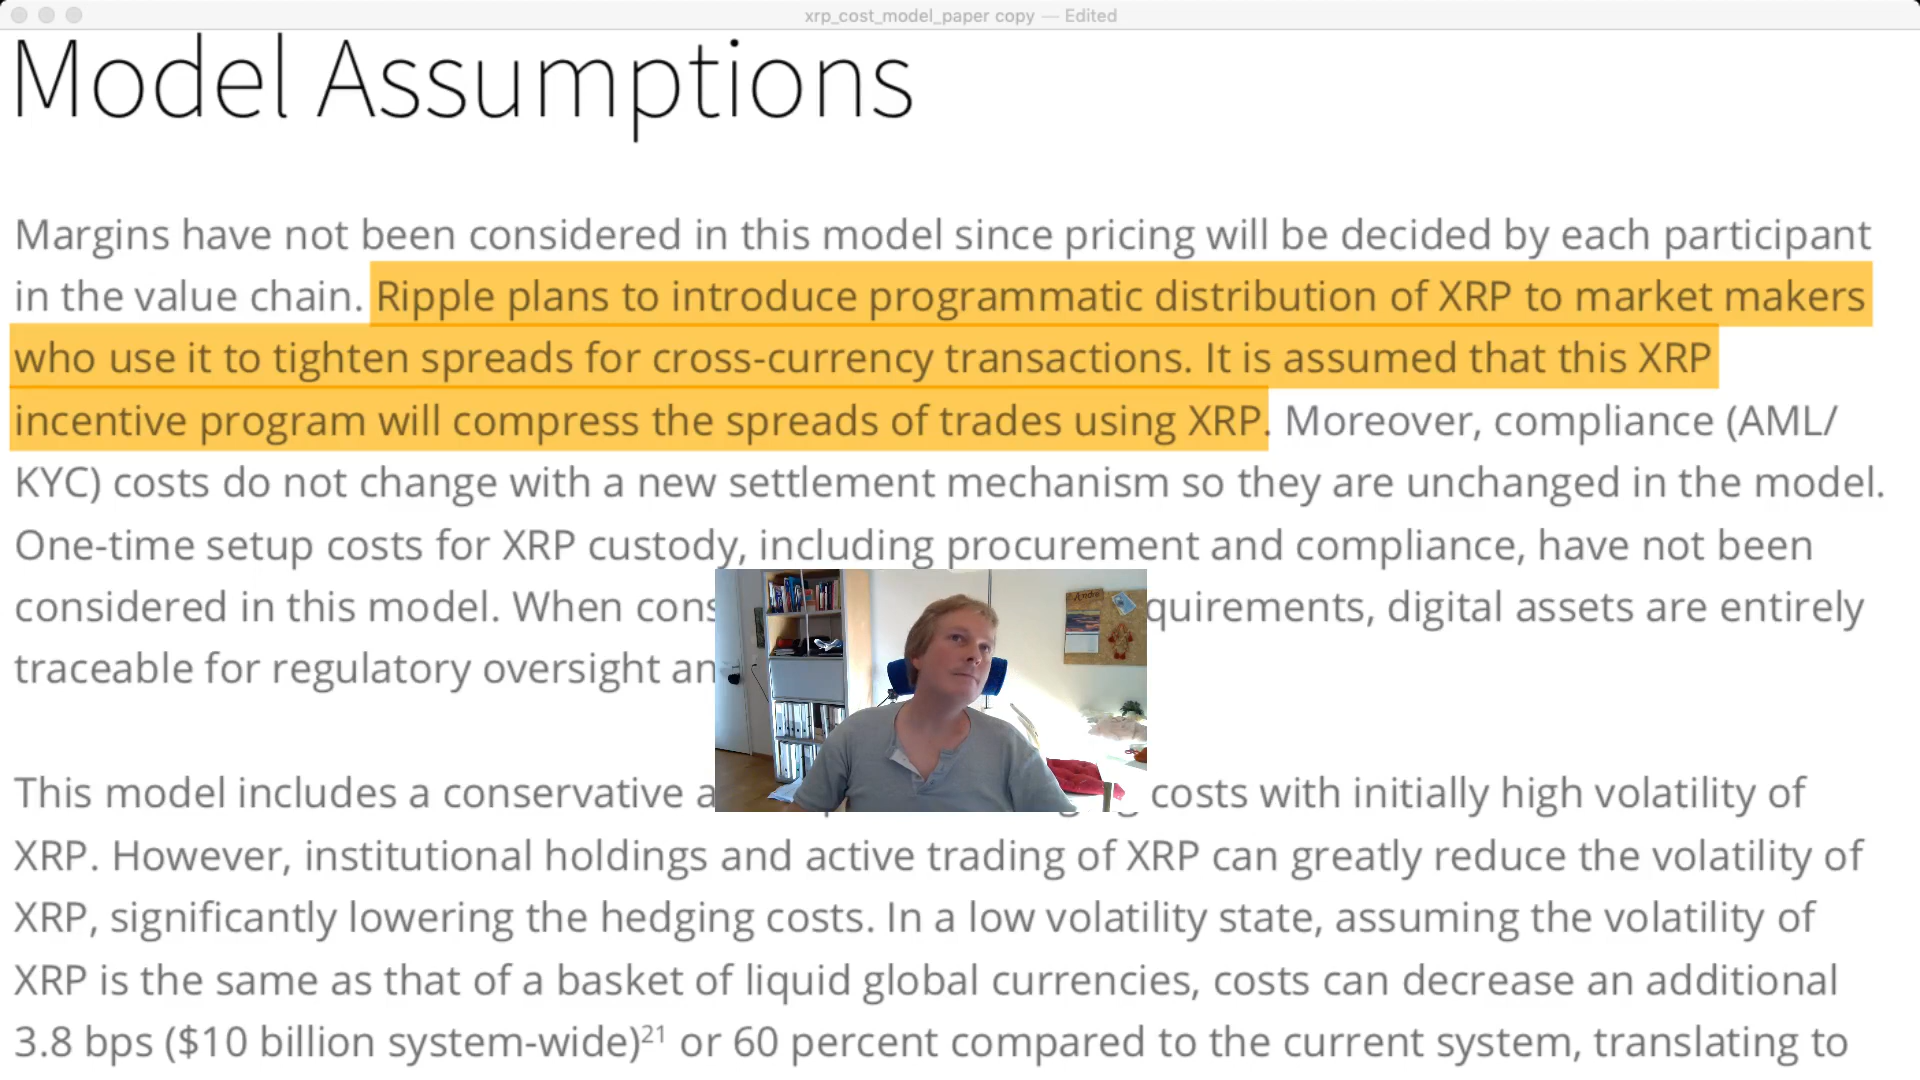 xrp_cost_model_paper copy — Edited
Model Assumptions
Margins have not been considered in this model since pricing will be decided by each participant
in the value chain. Ripple plans to introduce programmatic distribution of XRP to market makers
who use it to tighten spreads for cross-currency transactions. It is assumed that this XRP
incentive program will compress the spreads of trades using XRP. Moreover, compliance (AML/
KYC) costs do not change with a new settlement mechanism so they are unchanged in the model.
One-time setup costs for XRP custody, including procurement and compliance, have not been
considered in this model. When entirely digital assets are
traceable for regulatory oversight
This model includes a conservative costs with initially high volatility of
XRP. However, institutional holdings and active trading of XRP can greatly reduce the volatility of
XRP, significantly lowering the hedging costs. In a low volatility state, assuming the volatility of
XRP is the same as that of a basket of liquid global currencies, costs can decrease an additional
3.8 bps ($10 billion system-wide)21 or 60 percent compared to the current system, translating to